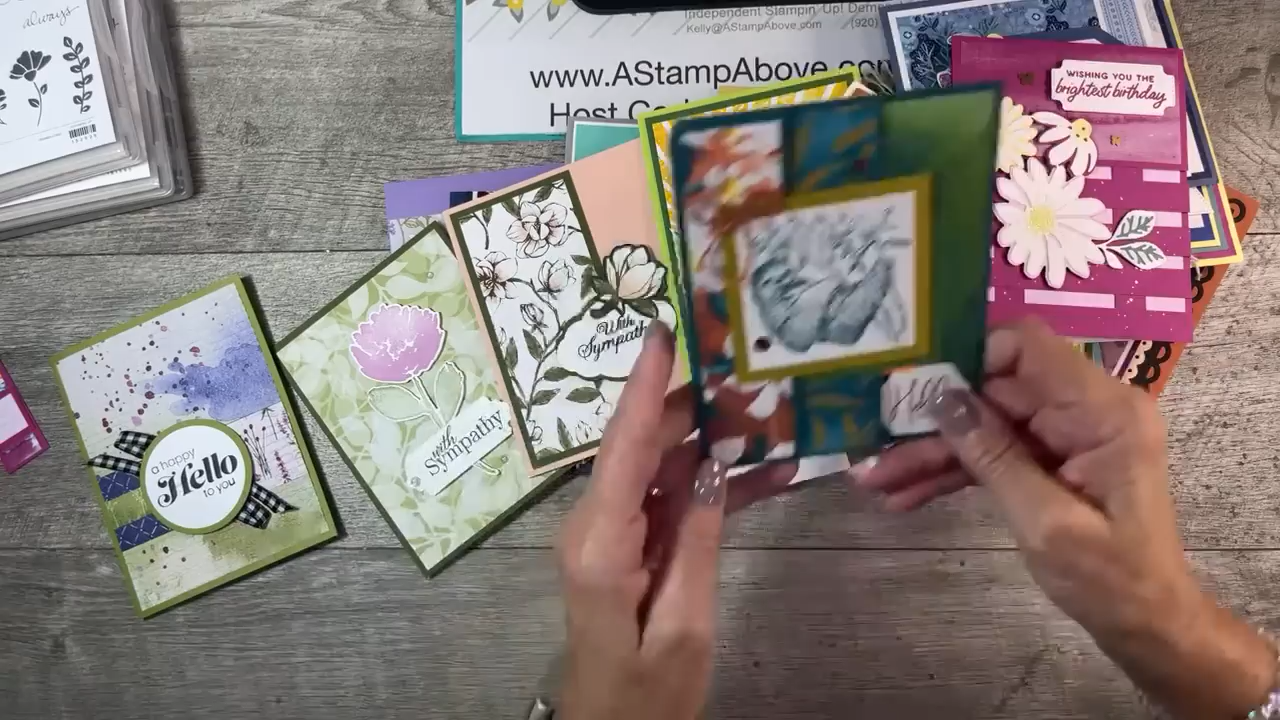 always
Independent Stampin' Up! Demo
Kelly@AStampAbove.com (920)
www.AStampAbove.com
Host
WISHING YOU THE
brightest birthday
With
Sympathy
with
Sympathy
a happy
Hello
to you